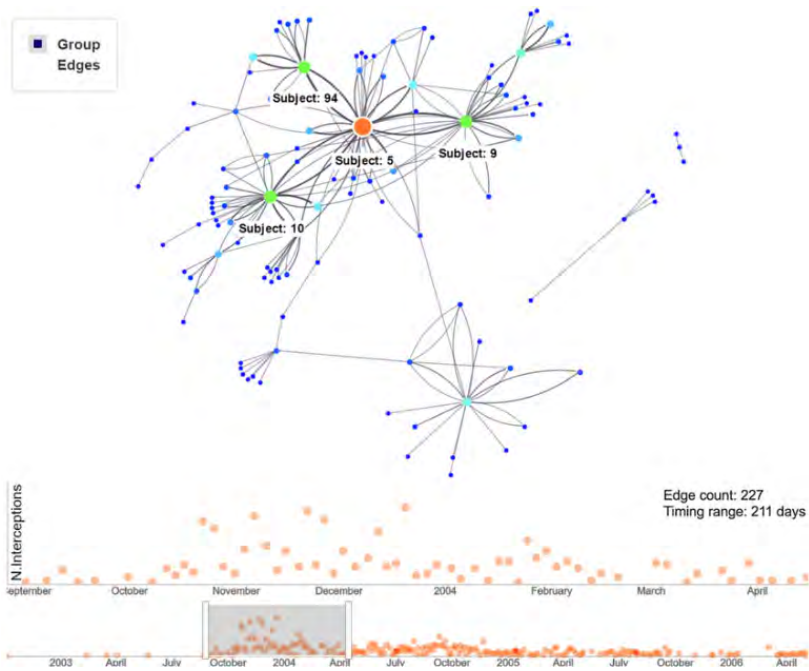 Group
Edges
Subject: 94
Subject: 5
Subject: 9
Subject: 10
N.Interceptions
Edge count: 227
Timing range: 211 days
September October November December 2004 February March April
2003 April July October 2004 April July October 2005 April July October 2006 April